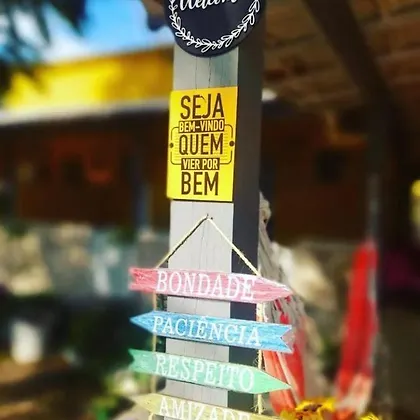 SEJA
BEM-VINDO
QUEM
VIER POR
BEM
BONDADE
PACIÊNCIA
RESPEITO
AMIZADE